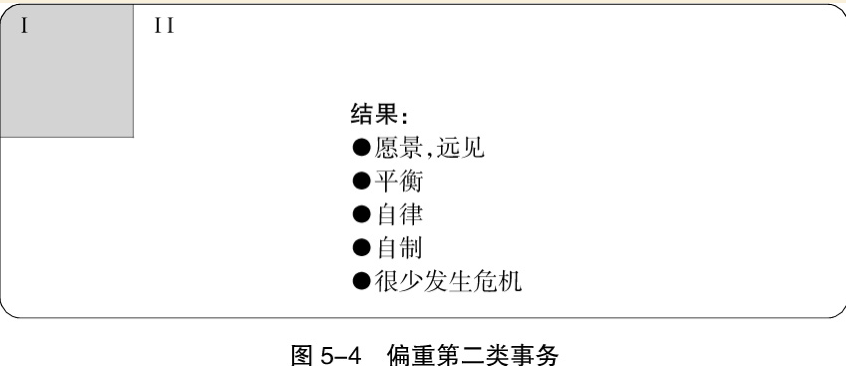 I II
结果：
●愿景，远见
●平衡
●自律
●自制
●很少发生危机
图 5-4 偏重第二类事务